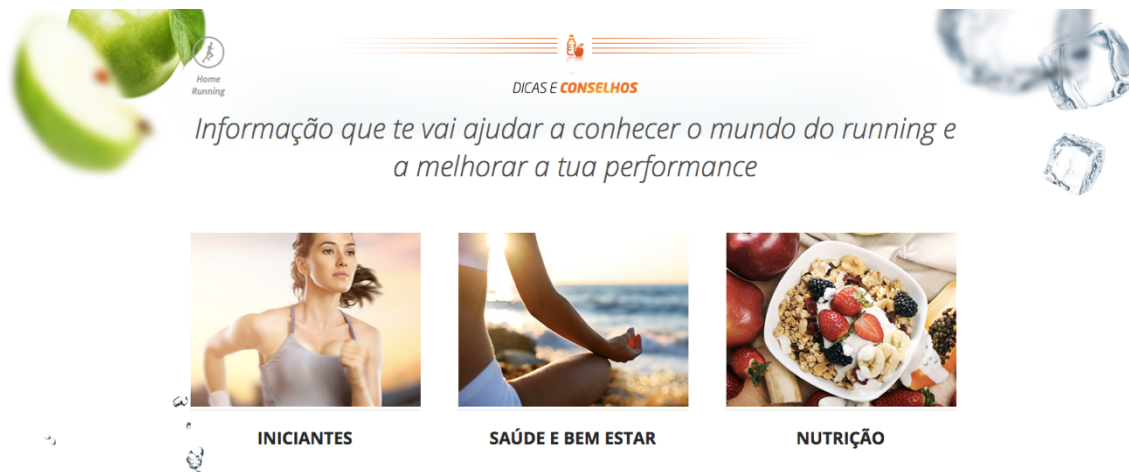 Home
Running
DICAS E CONSELHOS
Informação que te vai ajudar a conhecer o mundo do running e
a melhorar a tua performance
INICIANTES
SAÚDE E BEM ESTAR
NUTRIÇÃO